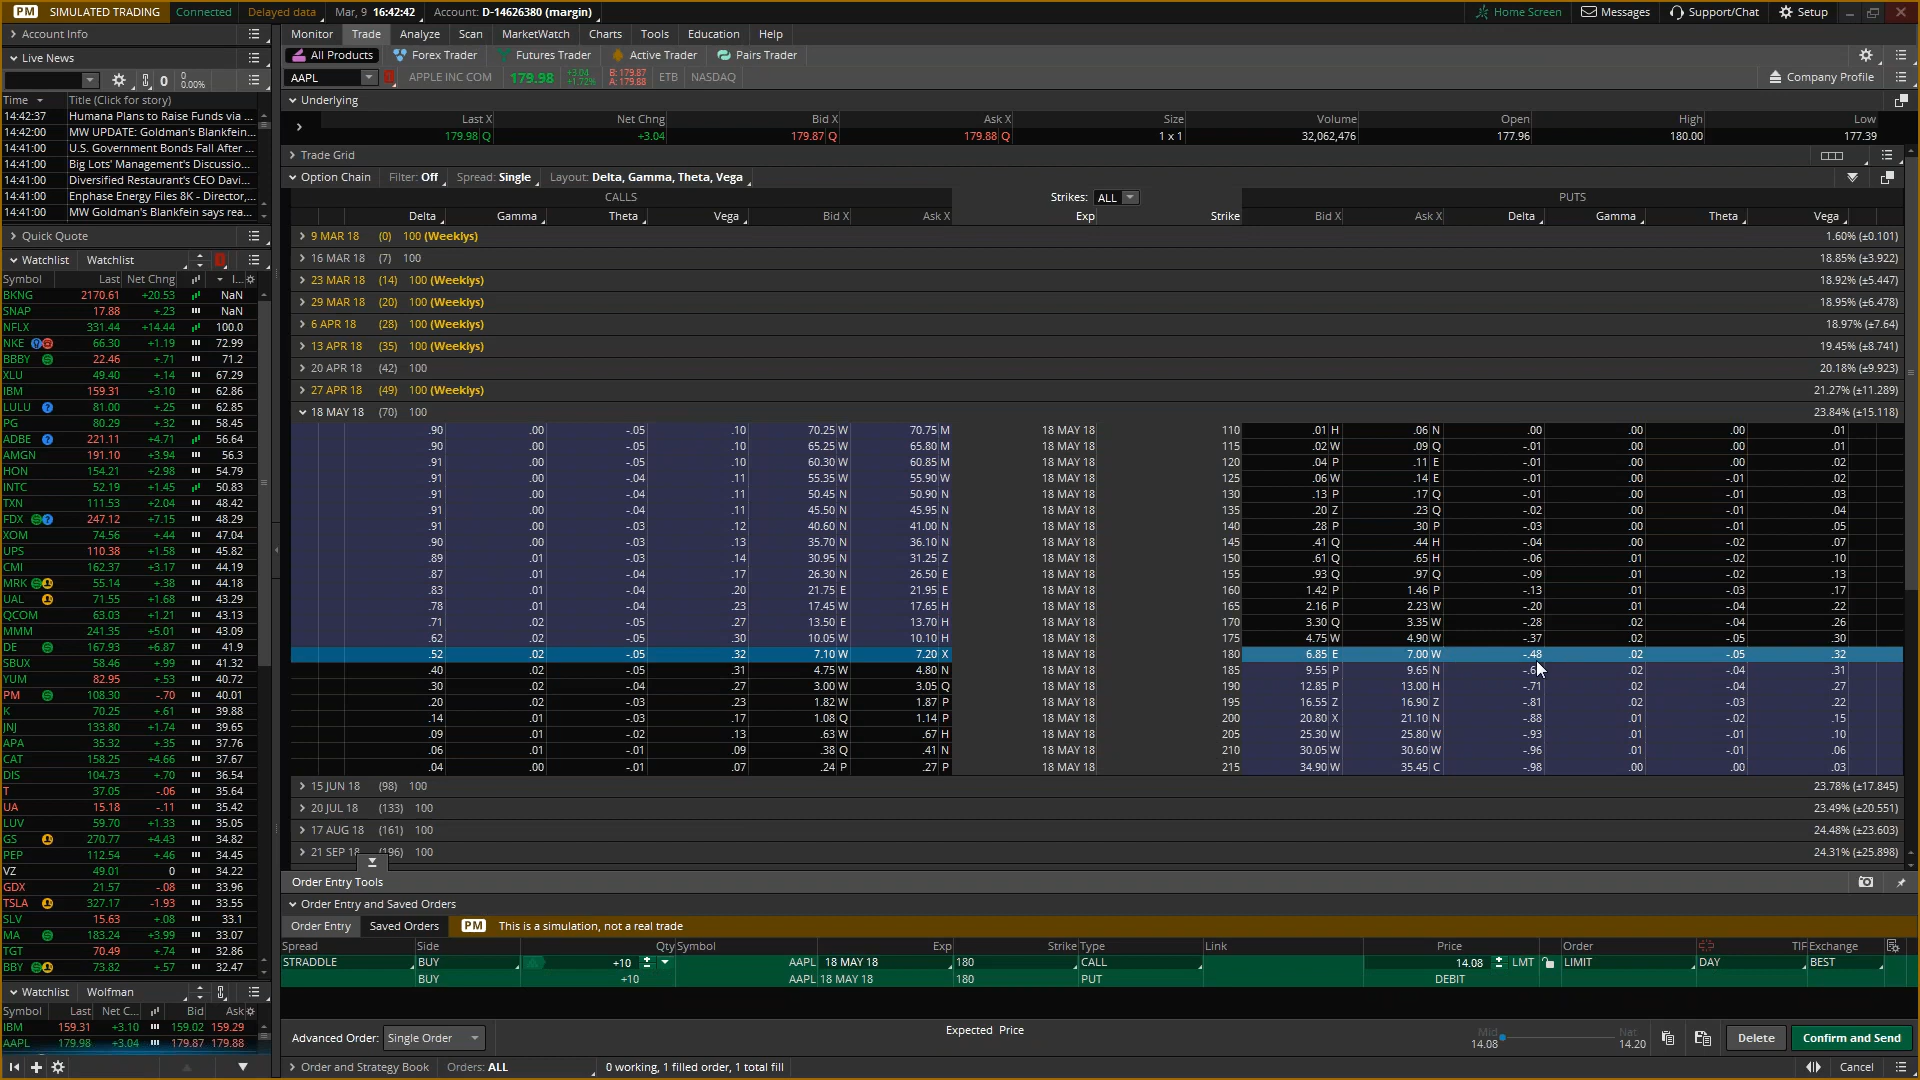 PM SIMULATED TRADING Connected Delayed data Mar, 9 16:42:42 Account: D-14626380 (margin) Home Screen Messages Support/Chat Setup
Account Info
Live News
0 0 0.00%
Time Title (Click for story)
14:42:37 Humana Plans to Raise Funds via ...
14:42:00 MW UPDATE: Goldman's Blankfein...
14:41:00 U.S. Government Bonds Fall After ...
14:41:00 Big Lots' Management's Discussio...
14:41:00 Diversified Restaurant's CEO Davi...
14:41:00 Enphase Energy Files 8K - Director,...
14:41:00 MW Goldman's Blankfein says rea...
Quick Quote
Watchlist Watchlist
Symbol Last Net Chng I...
BKNG 2170.61 +20.53 NaN
SNAP 17.88 +.23 NaN
NFLX 331.44 +14.44 100.0
NKE 66.30 +1.19 72.99
BBBY 22.46 +.71 71.2
XLU 49.40 +.14 67.29
IBM 159.31 +3.10 62.86
LULU 81.00 +.25 62.85
PG 80.29 +.32 58.45
ADBE 221.11 +4.71 56.64
AMGN 191.10 +3.94 56.3
HON 154.21 +2.98 54.79
INTC 52.19 +1.45 50.83
TXN 111.53 +2.04 48.42
FDX 247.12 +7.15 48.29
XOM 74.56 +.44 47.04
UPS 110.38 +1.58 45.82
CMI 162.37 +3.17 44.19
MRK 55.14 +.38 44.18
UAL 71.55 +1.68 43.29
QCOM 63.03 +1.21 43.13
MMM 241.35 +5.01 43.09
DE 167.93 +6.87 41.9
SBUX 58.46 +.99 41.32
YUM 82.95 +.53 40.72
PM 108.30 -.70 40.01
K 70.25 +.61 39.88
JNJ 133.80 +1.74 39.65
APA 35.32 +.35 37.76
CAT 158.25 +4.66 37.67
DIS 104.73 +.70 36.54
T 37.05 -.06 35.64
UA 15.18 -.11 35.42
LUV 59.70 +1.33 35.05
GS 270.77 +4.43 34.82
PEP 112.54 +.46 34.45
VZ 49.01 0 34.22
GDX 21.57 -.08 33.96
TSLA 327.17 -1.93 33.55
SLV 15.63 +.08 33.1
MA 183.24 +3.99 33.07
TGT 70.49 +.74 32.86
BBY 73.82 +.57 32.47
Watchlist Wolfman
Symbol Last Net C... Bid Ask
IBM 159.31 +3.10 159.02 159.29
AAPL 179.98 +3.04 179.87 179.88
Monitor Trade Analyze Scan MarketWatch Charts Tools Education Help
All Products Forex Trader Futures Trader Active Trader Pairs Trader
AAPL APPLE INC COM 179.98 +3.04 +1.72% B: 179.87 A: 179.88 ETB NASDAQ Company Profile
Underlying
Last X Net Chng Bid X Ask X Size Volume Open High Low
179.98 Q +3.04 179.87 Q 179.88 Q 1 x 1 32,062,476 177.96 180.00 177.39
Trade Grid
Option Chain Filter: Off Spread: Single Layout: Delta, Gamma, Theta, Vega
CALLS Strikes: ALL PUTS
Delta Gamma Theta Vega Bid X Ask X Exp Strike Bid X Ask X Delta Gamma Theta Vega
9 MAR 18 (0) 100 (Weeklys) 1.60% (±0.101)
16 MAR 18 (7) 100 18.85% (±3.922)
23 MAR 18 (14) 100 (Weeklys) 18.92% (±5.447)
29 MAR 18 (20) 100 (Weeklys) 18.95% (±6.478)
6 APR 18 (28) 100 (Weeklys) 18.97% (±7.64)
13 APR 18 (35) 100 (Weeklys) 19.45% (±8.741)
20 APR 18 (42) 100 20.18% (±9.923)
27 APR 18 (49) 100 (Weeklys) 21.27% (±11.289)
18 MAY 18 (70) 100 23.84% (±15.118)
.90 .00 -.05 .10 70.25 W 70.75 M 18 MAY 18 110 .01 H .06 N .00 .00 .00 .01
.90 .00 -.05 .10 65.25 W 65.80 M 18 MAY 18 115 .02 W .09 Q -.01 .00 .00 .01
.91 .00 -.05 .10 60.30 W 60.85 M 18 MAY 18 120 .04 P .11 E -.01 .00 .00 .02
.91 .00 -.04 .11 55.35 W 55.90 W 18 MAY 18 125 .06 W .14 E -.01 .00 -.01 .02
.91 .00 -.04 .11 50.45 N 50.90 N 18 MAY 18 130 .13 P .17 Q -.01 .00 -.01 .03
.91 .00 -.04 .11 45.50 N 45.95 N 18 MAY 18 135 .20 Z .23 Q -.02 .00 -.01 .04
.91 .00 -.03 .12 40.60 N 41.00 N 18 MAY 18 140 .28 P .30 P -.03 .00 -.01 .05
.90 .00 -.03 .13 35.70 N 36.10 N 18 MAY 18 145 .41 Q .44 H -.04 .00 -.02 .07
.89 .01 -.03 .14 30.95 N 31.25 Z 18 MAY 18 150 .61 Q .65 H -.06 .01 -.02 .10
.87 .01 -.04 .17 26.30 N 26.50 E 18 MAY 18 155 .93 Q .97 Q -.09 .01 -.02 .13
.83 .01 -.04 .20 21.75 E 21.95 E 18 MAY 18 160 1.42 P 1.46 P -.13 .01 -.03 .17
.78 .01 -.04 .23 17.45 W 17.65 H 18 MAY 18 165 2.16 P 2.23 W -.20 .01 -.04 .22
.71 .02 -.05 .27 13.50 E 13.70 H 18 MAY 18 170 3.30 Q 3.35 W -.28 .02 -.04 .26
.62 .02 -.05 .30 10.05 W 10.10 H 18 MAY 18 175 4.75 W 4.90 W -.37 .02 -.05 .30
.52 .02 -.05 .32 7.10 W 7.20 X 18 MAY 18 180 6.85 E 7.00 W -.48 .02 -.05 .32
.40 .02 -.05 .31 4.75 W 4.80 N 18 MAY 18 185 9.55 P 9.65 N .02 -.04 .31
.30 .02 -.04 .27 3.00 W 3.05 Q 18 MAY 18 190 12.85 P 13.00 H -.71 .02 -.04 .27
.20 .02 -.03 .23 1.82 W 1.87 P 18 MAY 18 195 16.55 Z 16.90 Z -.81 .02 -.03 .22
.14 .01 -.03 .17 1.08 Q 1.14 P 18 MAY 18 200 20.80 X 21.10 N -.88 .01 -.02 .15
.09 .01 -.02 .13 .63 W .67 H 18 MAY 18 205 25.30 W 25.80 W -.93 .01 -.01 .10
.06 .01 -.01 .09 .38 Q .41 N 18 MAY 18 210 30.05 W 30.60 W -.96 .01 -.01 .06
.04 .00 -.01 .07 .24 P .27 P 18 MAY 18 215 34.90 W 35.45 C -.98 .00 .00 .03
15 JUN 18 (98) 100 23.78% (±17.845)
20 JUL 18 (133) 100 23.49% (±20.551)
17 AUG 18 (161) 100 24.48% (±23.603)
21 SEP 18 (196) 100 24.31% (±25.898)
Order Entry Tools
Order Entry and Saved Orders
Order Entry Saved Orders PM This is a simulation, not a real trade
Spread Side Qty Symbol Exp Strike Type Link Price Order TIF Exchange
STRADDLE BUY +10 AAPL 18 MAY 18 180 CALL 14.08 LMT LIMIT DAY BEST
BUY +10 AAPL 18 MAY 18 180 PUT DEBIT
Expected Price
Advanced Order: Single Order Mid 14.08 Nat 14.20 Delete Confirm and Send
Order and Strategy Book Orders: ALL 0 working, 1 filled order, 1 total fill Cancel